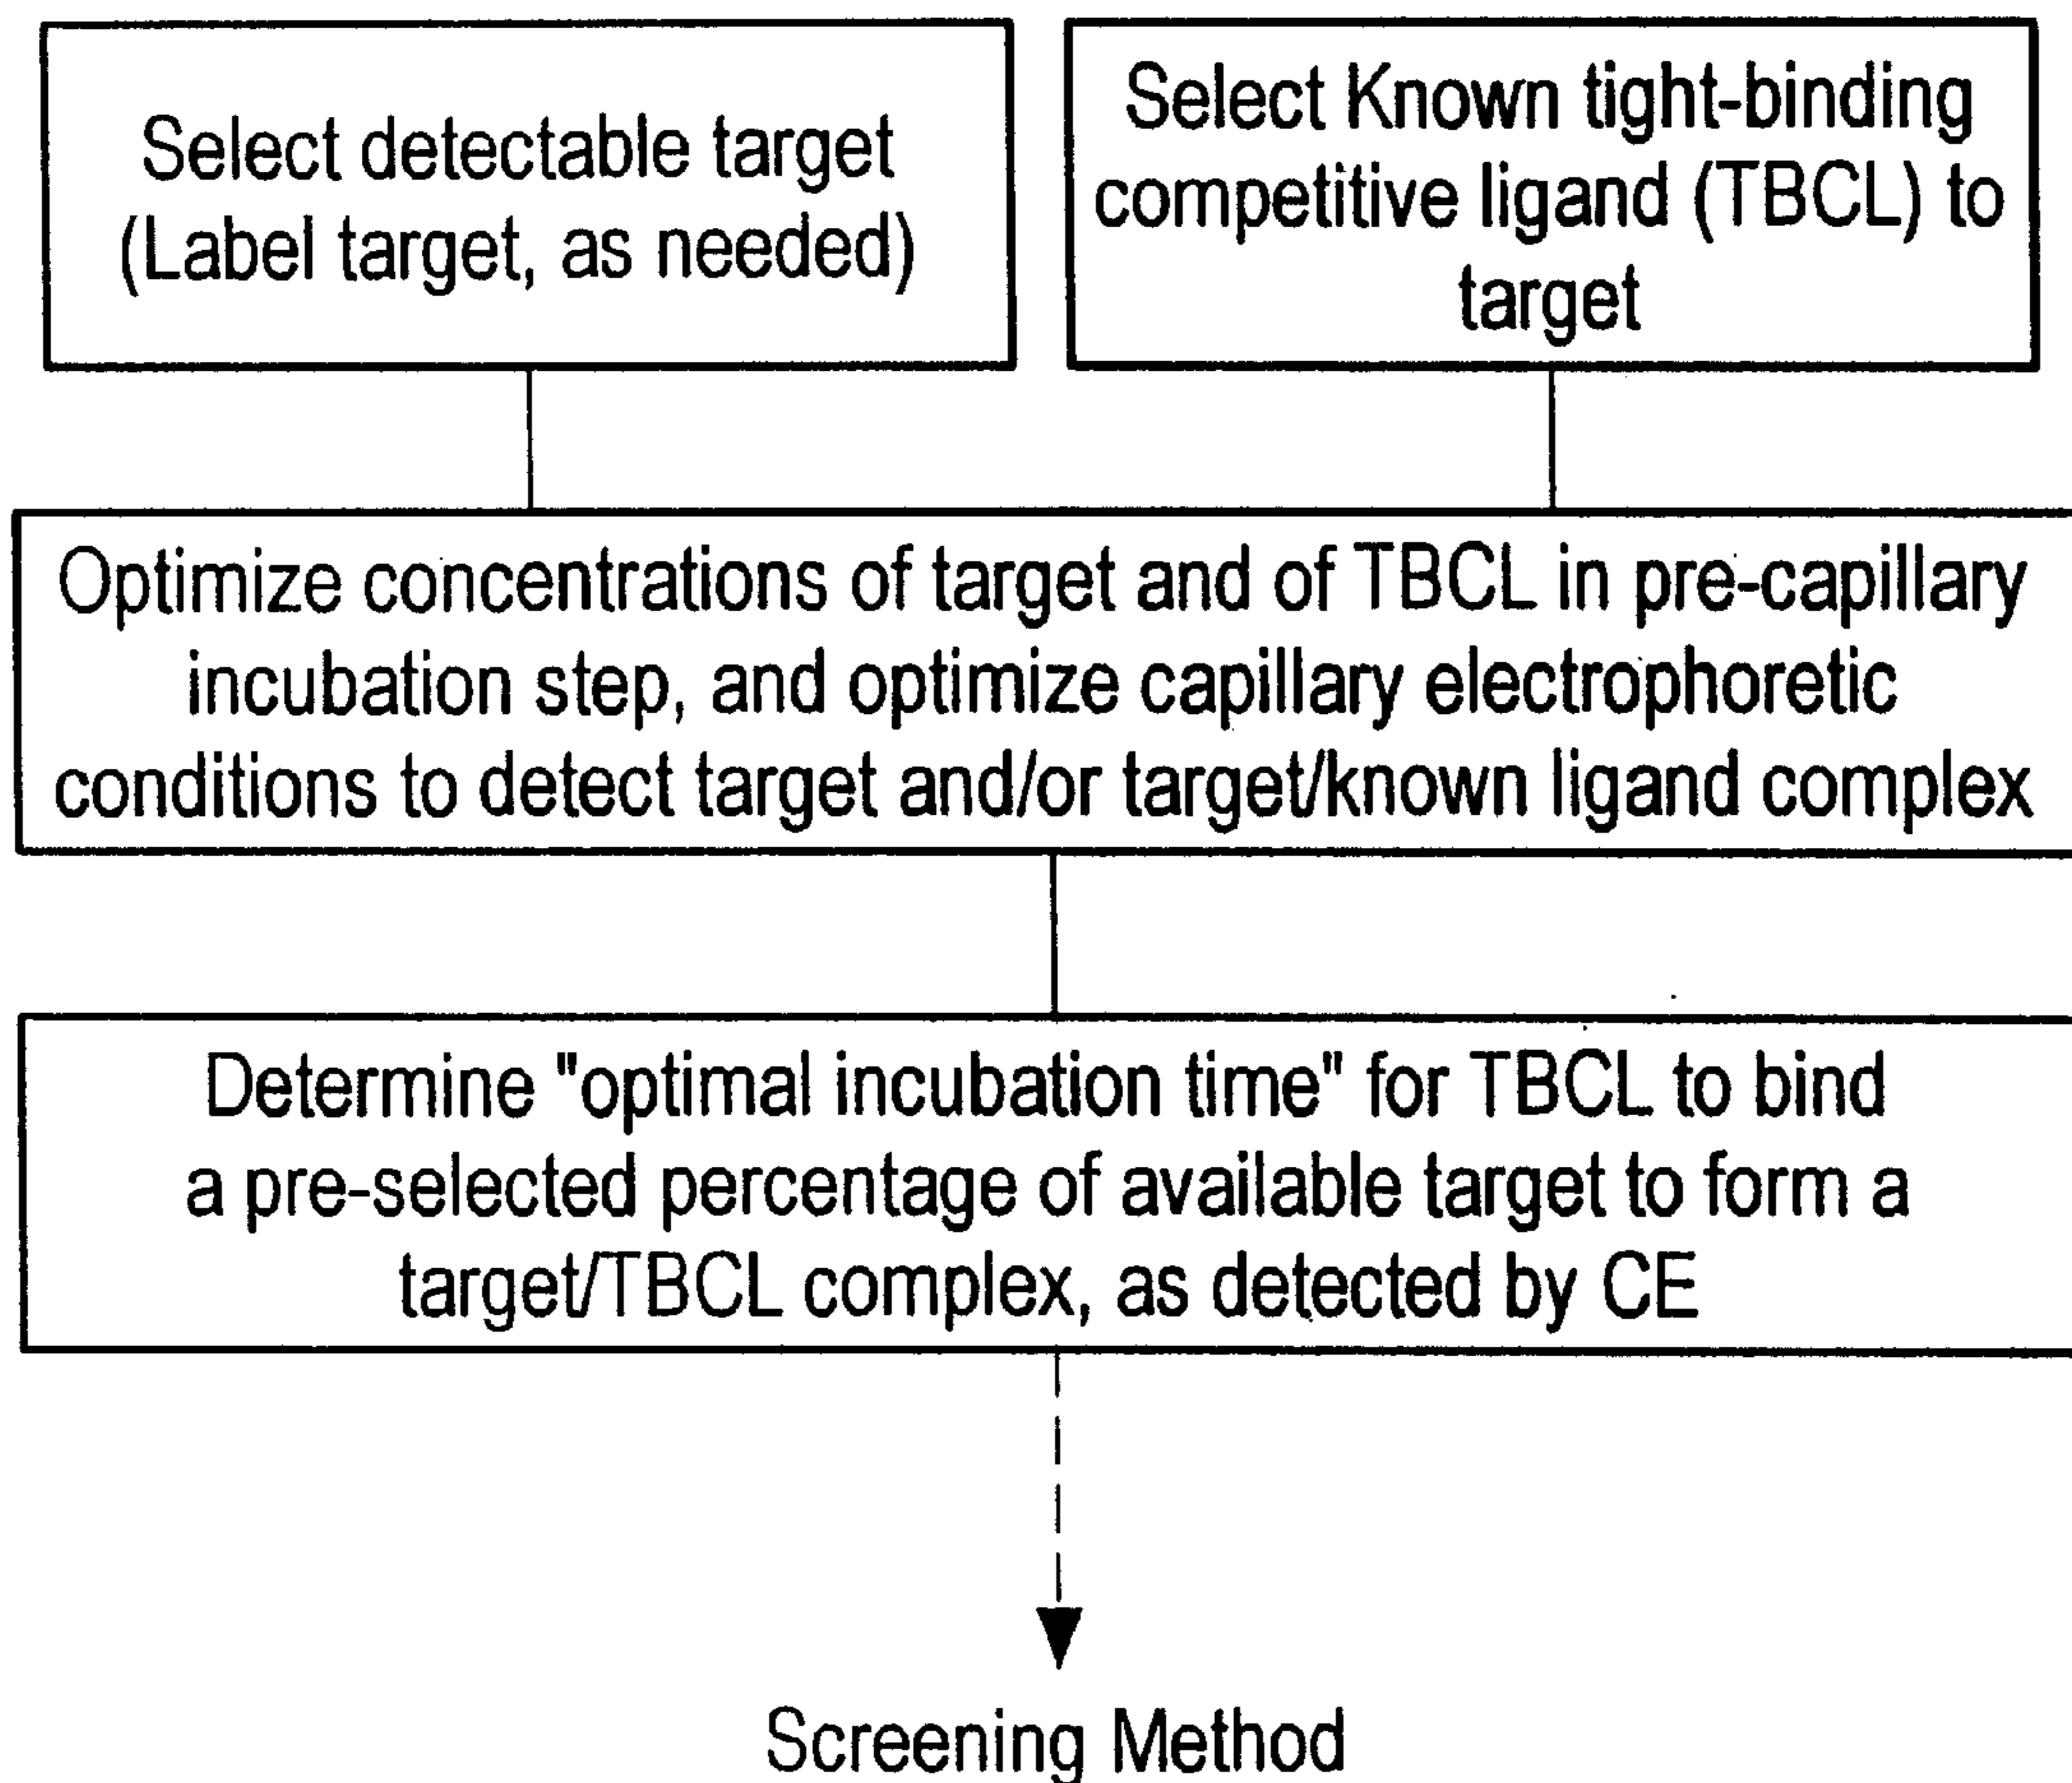 Select detectable target
(Label target, as needed)
Select Known tight-binding
competitive ligand (TBCL) to
target
Optimize concentrations of target and of TBCL in pre-capillary
incubation step, and optimize capillary electrophoretic
conditions to detect target and/or target/known ligand complex
Determine "optimal incubation time" for TBCL to bind
a pre-selected percentage of available target to form a
target/TBCL complex, as detected by CE
Screening Method